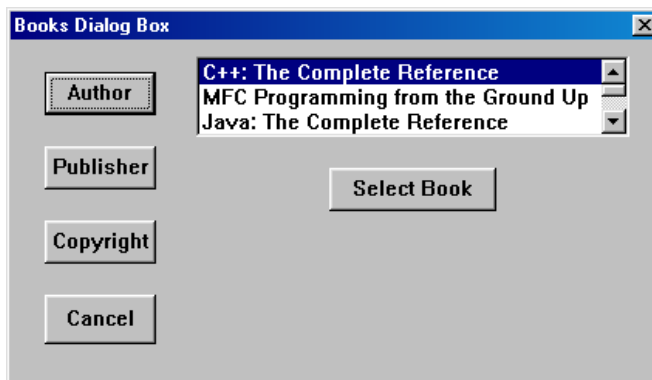 Books Dialog Box
Author
C++: The Complete Reference
MFC Programming from the Ground Up
Java: The Complete Reference
Publisher
Select Book
Copyright
Cancel